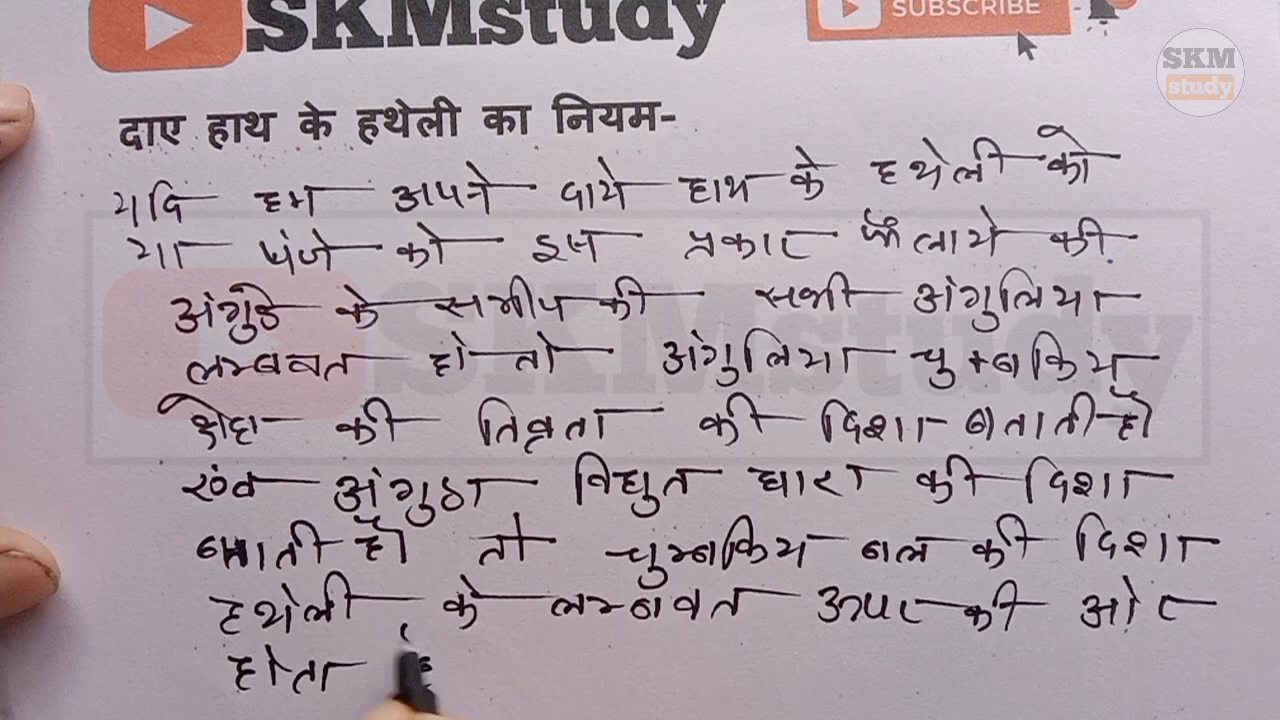 SKMstudy
SUBSCRIBE
SKM
study
दाए हाथ के हथेली का नियम-
यदि हम अपने दाये हाथ के हथेली को
या पंजे को इस प्रकार फैलाये की
अंगुठे के समीप की सभी अंगुलिया
लम्बवत हो तो अंगुलिया चुम्बकिय
क्षेत्र की तिव्रता की दिशा बताती है
एंव अंगुठा विधुत धारा की दिशा
बताती है तो चुम्बकिय बल की दिशा
हथेली के लम्बवत ऊपर की ओर
होता है
SKMstudy